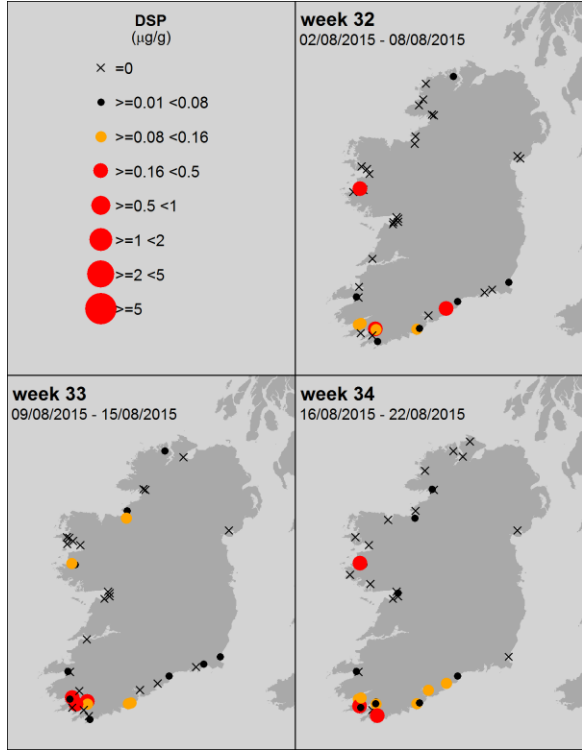 DSP
(µg/g)
=0
>=0.01 <0.08
>=0.08 <0.16
>=0.16 <0.5
>=0.5 <1
>=1 <2
>=2 <5
>=5
week 32
02/08/2015 - 08/08/2015
week 33
09/08/2015 - 15/08/2015
week 34
16/08/2015 - 22/08/2015